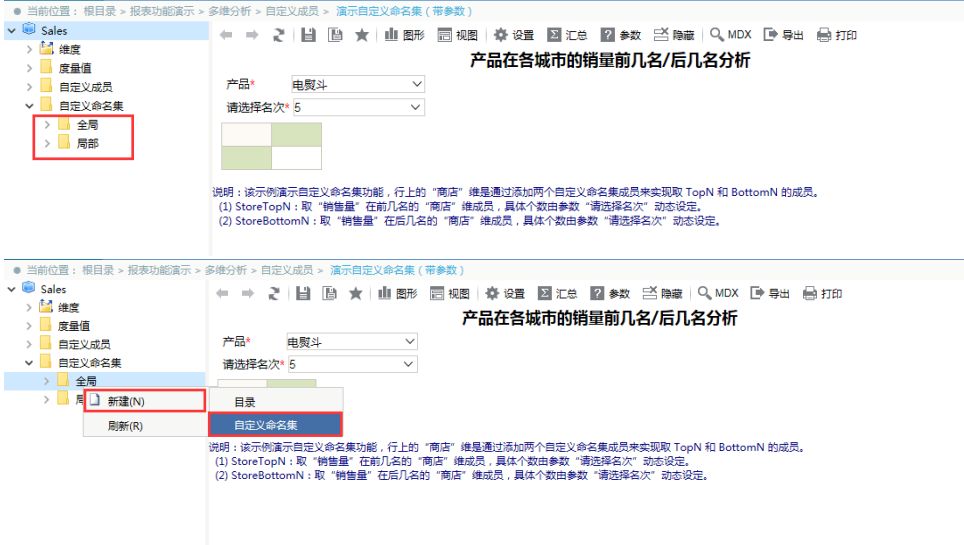 当前位置： 根目录 > 报表功能演示 > 多维分析 > 自定义成员 > 演示自定义命名集（带参数）
Sales
维度
度量值
自定义成员
自定义命名集
全局
局部
图形 视图 设置 汇总 参数 隐藏 MDX 导出 打印
产品在各城市的销量前几名/后几名分析
产品* 电熨斗
请选择名次* 5
说明：该示例演示自定义命名集功能，行上的“商店”维是通过添加两个自定义命名集成员来实现取 TopN 和 BottomN 的成员。
(1) StoreTopN：取“销售量”在前几名的“商店”维成员，具体个数由参数“请选择名次”动态设定。
(2) StoreBottomN：取“销售量”在后几名的“商店”维成员，具体个数由参数“请选择名次”动态设定。
当前位置： 根目录 > 报表功能演示 > 多维分析 > 自定义成员 > 演示自定义命名集（带参数）
Sales
维度
度量值
自定义成员
自定义命名集
全局
局
新建(N)
刷新(R)
目录
自定义命名集
图形 视图 设置 汇总 参数 隐藏 MDX 导出 打印
产品在各城市的销量前几名/后几名分析
产品* 电熨斗
请选择名次* 5
说明：该示例演示自定义命名集功能，行上的“商店”维是通过添加两个自定义命名集成员来实现取 TopN 和 BottomN 的成员。
(1) StoreTopN：取“销售量”在前几名的“商店”维成员，具体个数由参数“请选择名次”动态设定。
(2) StoreBottomN：取“销售量”在后几名的“商店”维成员，具体个数由参数“请选择名次”动态设定。